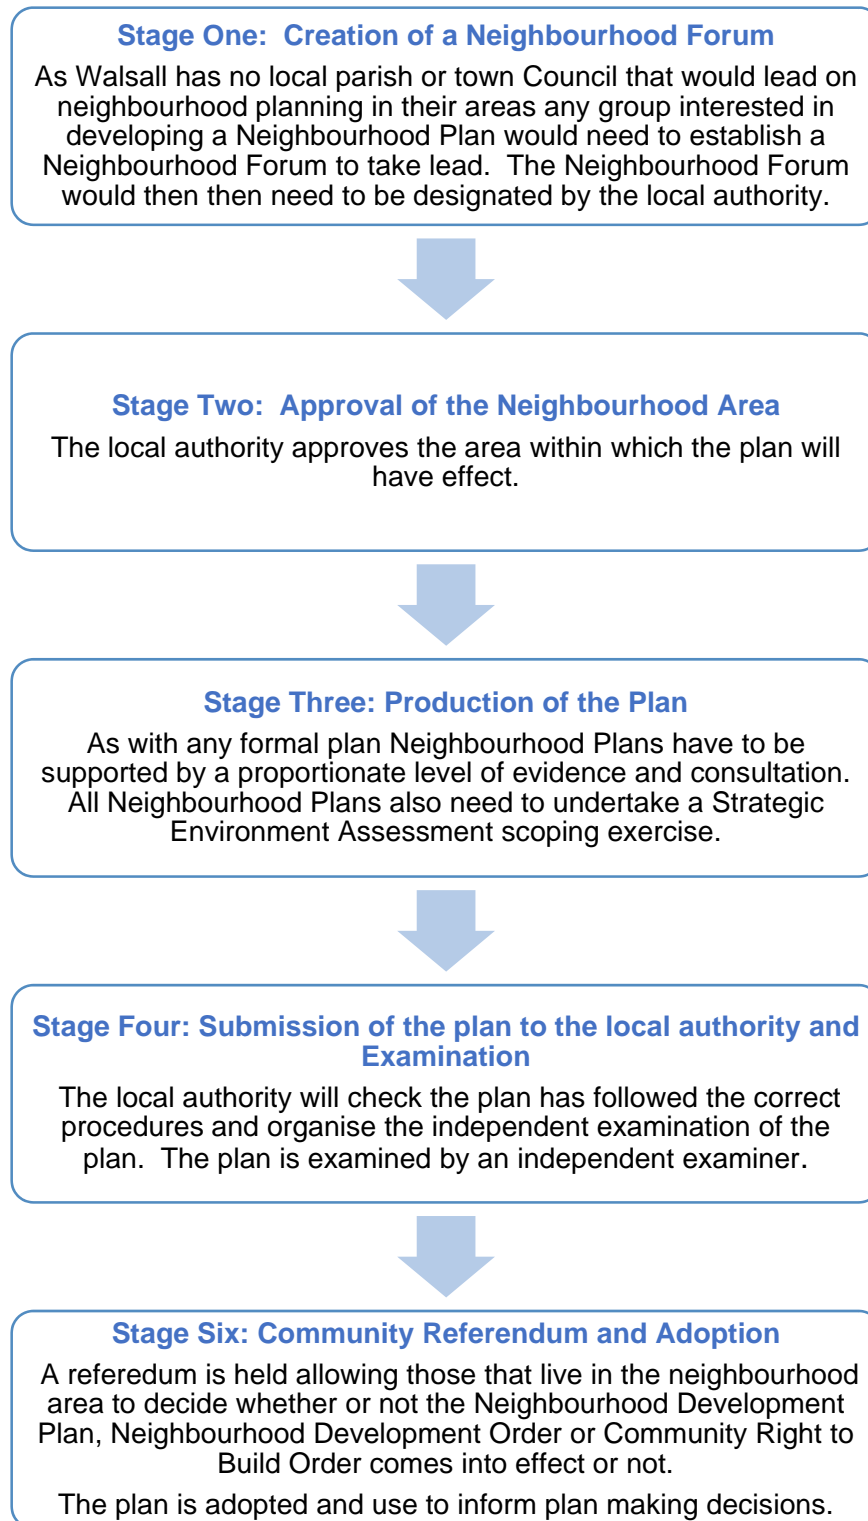 Stage One:  Creation of a Neighbourhood Forum
As Walsall has no local parish or town Council that would lead on
neighbourhood planning in their areas any group interested in
developing a Neighbourhood Plan would need to establish a
Neighbourhood Forum to take lead.  The Neighbourhood Forum
would then then need to be designated by the local authority.
Stage Two:  Approval of the Neighbourhood Area
The local authority approves the area within which the plan will
have effect.
Stage Three: Production of the Plan
As with any formal plan Neighbourhood Plans have to be
supported by a proportionate level of evidence and consultation.
All Neighbourhood Plans also need to undertake a Strategic
Environment Assessment scoping exercise.
Stage Four: Submission of the plan to the local authority and
Examination
The local authority will check the plan has followed the correct
procedures and organise the independent examination of the
plan.  The plan is examined by an independent examiner.
Stage Six: Community Referendum and Adoption
A referedum is held allowing those that live in the neighbourhood
area to decide whether or not the Neighbourhood Development
Plan, Neighbourhood Development Order or Community Right to
Build Order comes into effect or not.
The plan is adopted and use to inform plan making decisions.